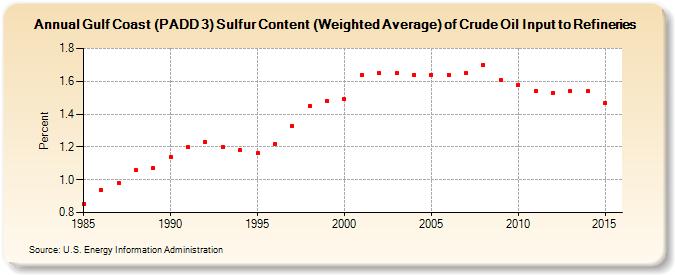 Annual Gulf Coast (PADD 3) Sulfur Content (Weighted Average) of Crude Oil Input to Refineries
Percent
1.8
1.6
1.4
1.2
1.0
0.8
1985 1990 1995 2000 2005 2010 2015
Source: U.S. Energy Information Administration